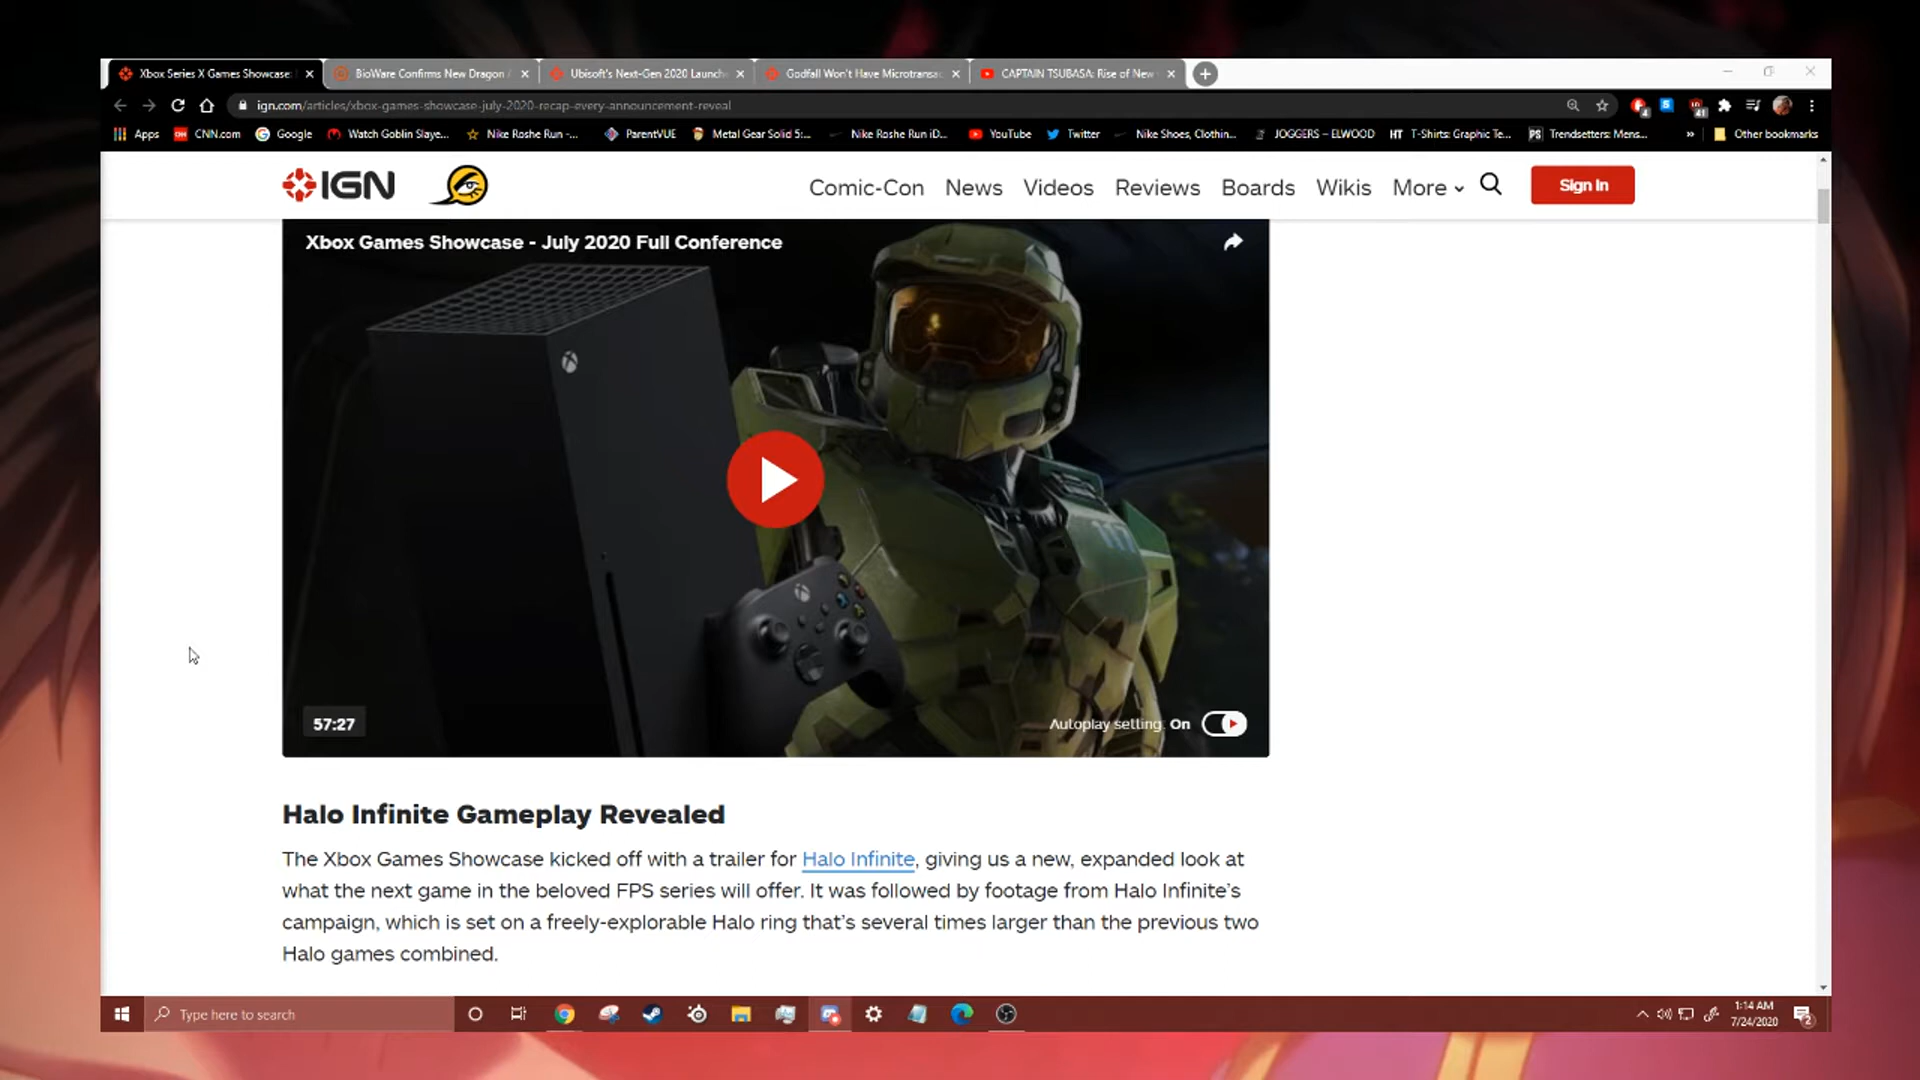 Xbox Series X Games Showcase:
BioWare Confirms New Dragon
Ubisoft's Next-Gen 2020 Launch
Godfall Won't Have Microtransac
CAPTAIN TSUBASA: Rise of New
ign.com/articles/xbox-games-showcase-july-2020-recap-every-announcement-reveal
Apps
CNN.com
Google
Watch Goblin Slaye...
Nike Roshe Run -...
ParentVUE
Metal Gear Solid 5:...
Nike Roshe Run iD...
YouTube
Twitter
Nike Shoes, Clothin...
JOGGERS – ELWOOD
HT T-Shirts: Graphic Te...
PS Trendsetters: Mens...
»
Other bookmarks
IGN
Comic-Con
News
Videos
Reviews
Boards
Wikis
More
Sign In
Xbox Games Showcase - July 2020 Full Conference
117
57:27
Autoplay setting: On
Halo Infinite Gameplay Revealed
The Xbox Games Showcase kicked off with a trailer for Halo Infinite, giving us a new, expanded look at
what the next game in the beloved FPS series will offer. It was followed by footage from Halo Infinite's
campaign, which is set on a freely-explorable Halo ring that's several times larger than the previous two
Halo games combined.
Type here to search
1:14 AM
7/24/2020
2